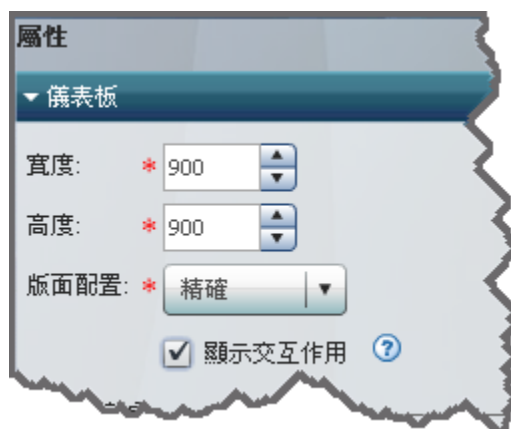 屬性
儀表板
寬度: * 900
高度: * 900
版面配置: * 精確
顯示交互作用 ?